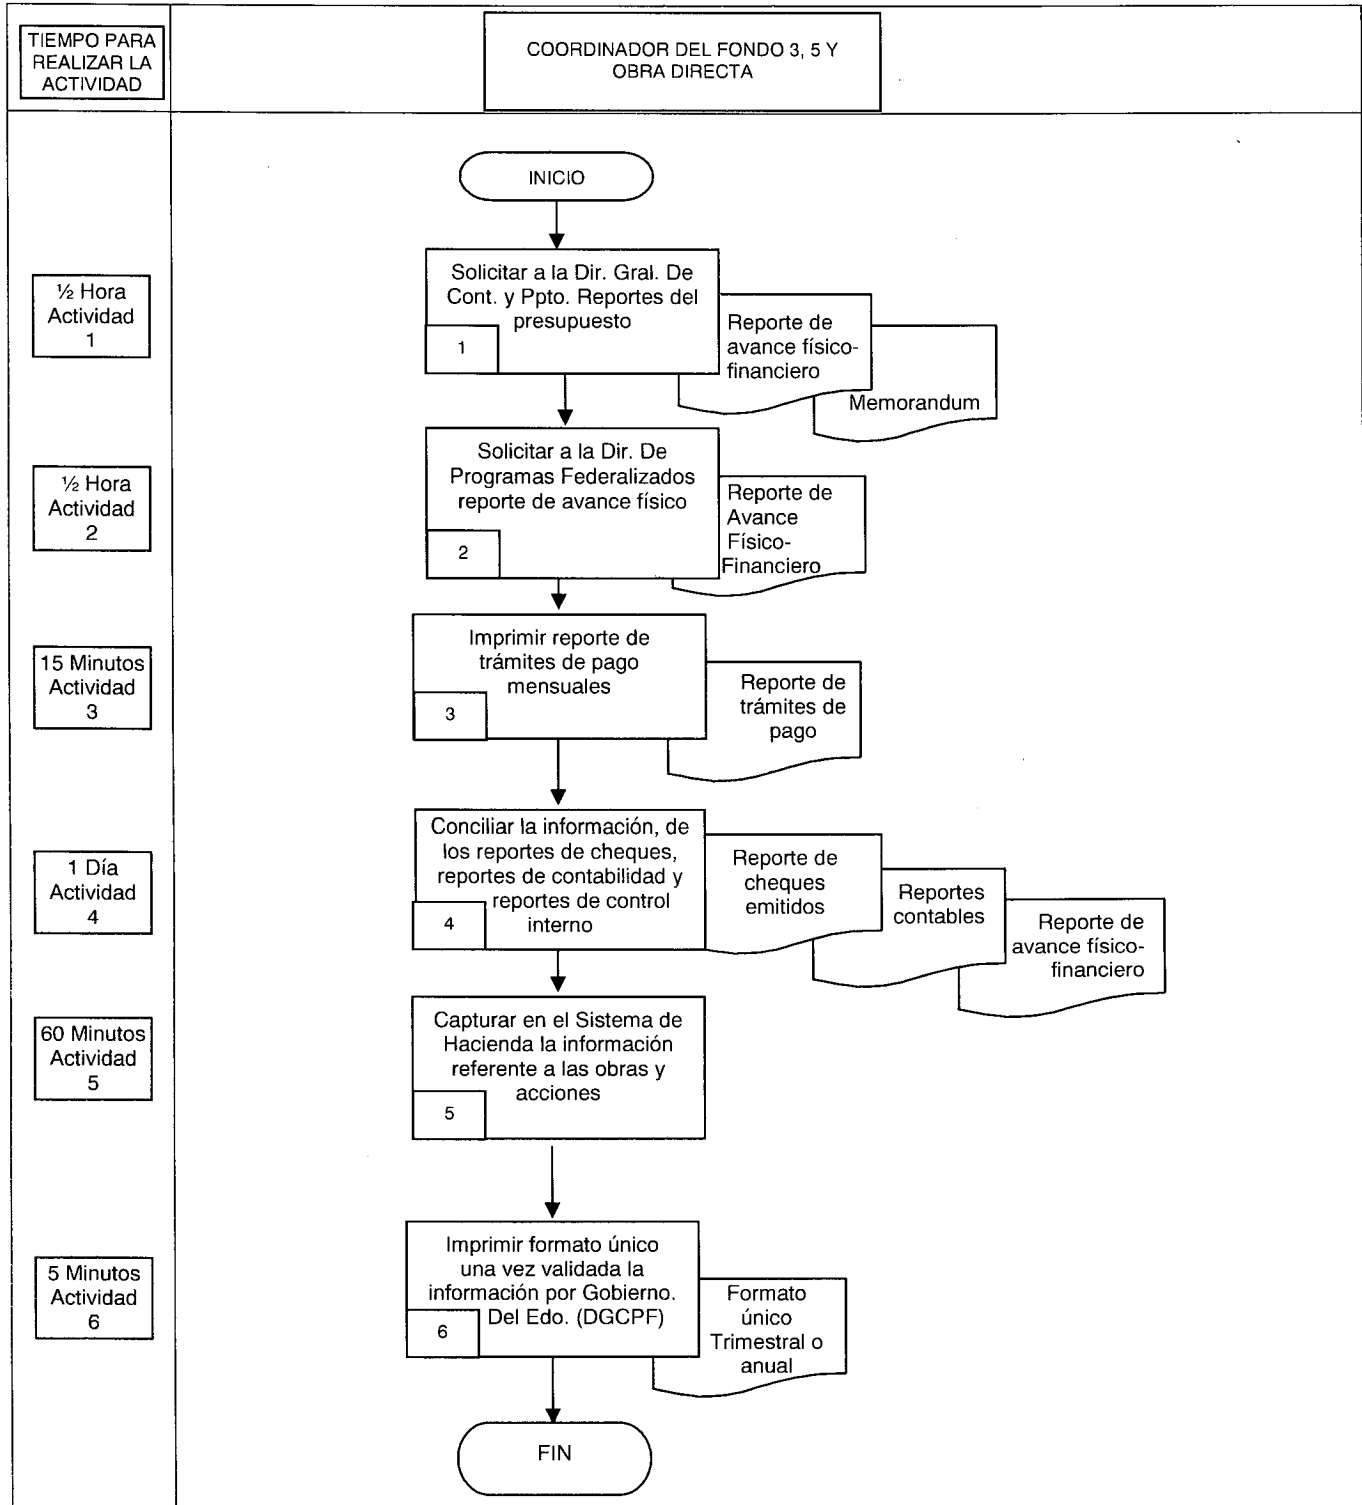 TIEMPO PARA
REALIZAR LA
ACTIVIDAD
COORDINADOR DEL FONDO 3, 5 Y
OBRA DIRECTA
INICIO
½ Hora
Actividad
1
Solicitar a la Dir. Gral. De
Cont. y Ppto. Reportes del
presupuesto
1
Reporte de
avance físico-
financiero
Memorandum
½ Hora
Actividad
2
Solicitar a la Dir. De
Programas Federalizados
reporte de avance físico
2
Reporte de
Avance
Físico-
Financiero
15 Minutos
Actividad
3
Imprimir reporte de
trámites de pago
mensuales
3
Reporte de
trámites de
pago
1 Día
Actividad
4
Conciliar la información, de
los reportes de cheques,
reportes de contabilidad y
reportes de control
interno
4
Reporte de
cheques
emitidos
Reportes
contables
Reporte de
avance físico-
financiero
60 Minutos
Actividad
5
Capturar en el Sistema de
Hacienda la información
referente a las obras y
acciones
5
5 Minutos
Actividad
6
Imprimir formato único
una vez validada la
información por Gobierno.
Del Edo. (DGCPF)
6
Formato
único
Trimestral o
anual
FIN